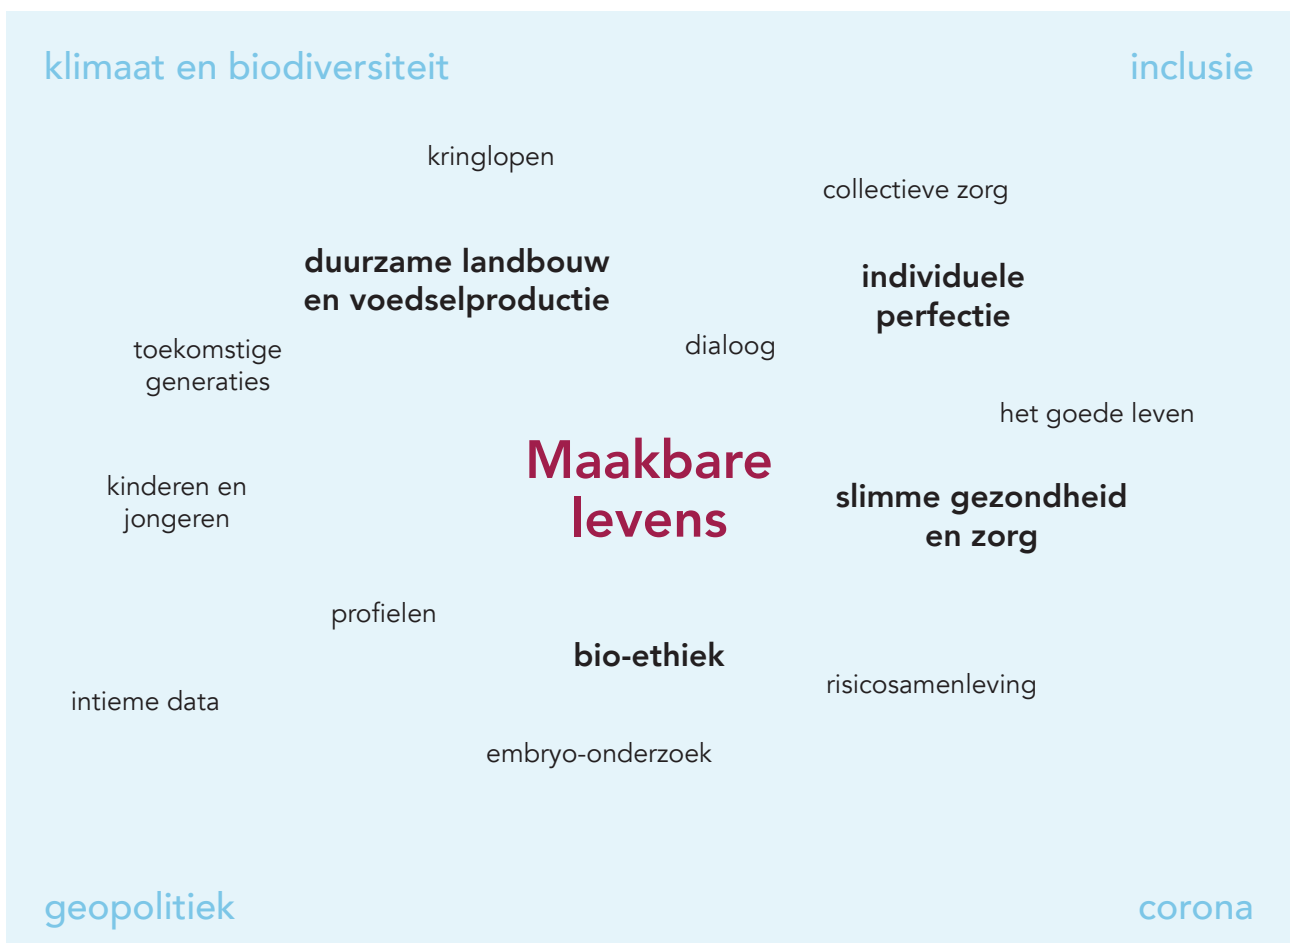 klimaat en biodiversiteit
inclusie
kringlopen
collectieve zorg
duurzame landbouw
en voedselproductie
individuele
perfectie
toekomstige
generaties
dialoog
het goede leven
Maakbare
levens
kinderen en
jongeren
slimme gezondheid
en zorg
profielen
bio-ethiek
intieme data
risicosamenleving
embryo-onderzoek
geopolitiek
corona